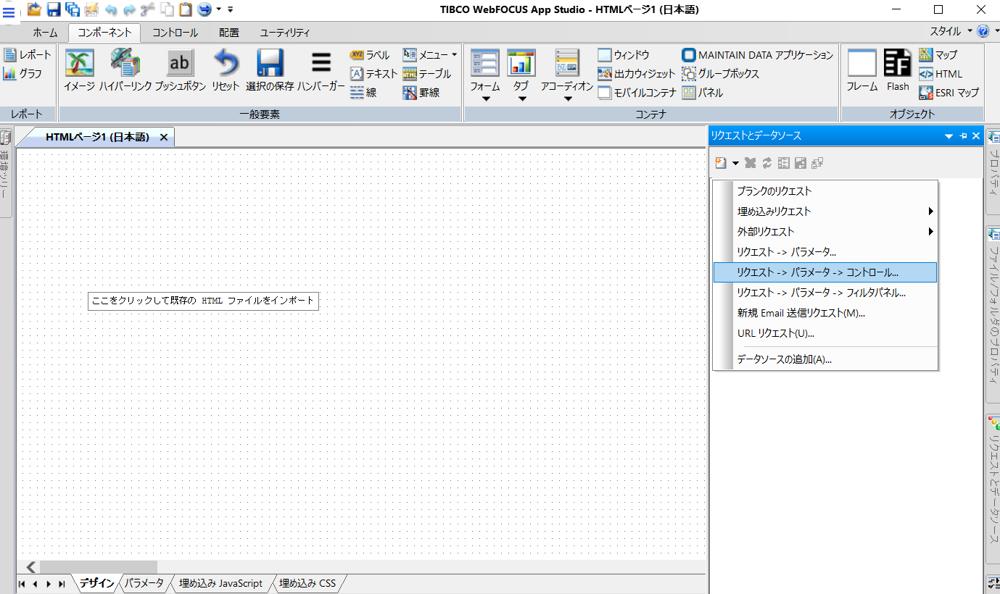 TIBCO WebFOCUS App Studio - HTMLページ1 (日本語)
ホーム コンポーネント コントロール 配置 ユーティリティ スタイル
レポート
グラフ
イメージ ハイパーリンク プッシュボタン リセット 選択の保存 ハンバーガー
ab
XYZ ラベル メニュー
A テキスト HTML テーブル
線 罫線
フォーム タブ アコーディオン
ウィンドウ MAINTAIN DATA アプリケーション
出力ウィジェット グループボックス
モバイルコンテナ パネル
フレーム Flash
マップ
HTML
ESRI マップ
レポート 一般要素 コンテナ オブジェクト
環境ツリー
HTMLページ1 (日本語)
ここをクリックして既存の HTML ファイルをインポート
リクエストとデータソース
ブランクのリクエスト
埋め込みリクエスト
外部リクエスト
リクエスト -> パラメータ...
リクエスト -> パラメータ -> コントロール...
リクエスト -> パラメータ -> フィルタパネル...
新規 Email 送信リクエスト(M)...
URL リクエスト(U)...
データソースの追加(A)...
プロパティ
ファイル/フォルダのプロパティ
リクエストとデータソース
デザイン パラメータ 埋め込み JavaScript 埋め込み CSS